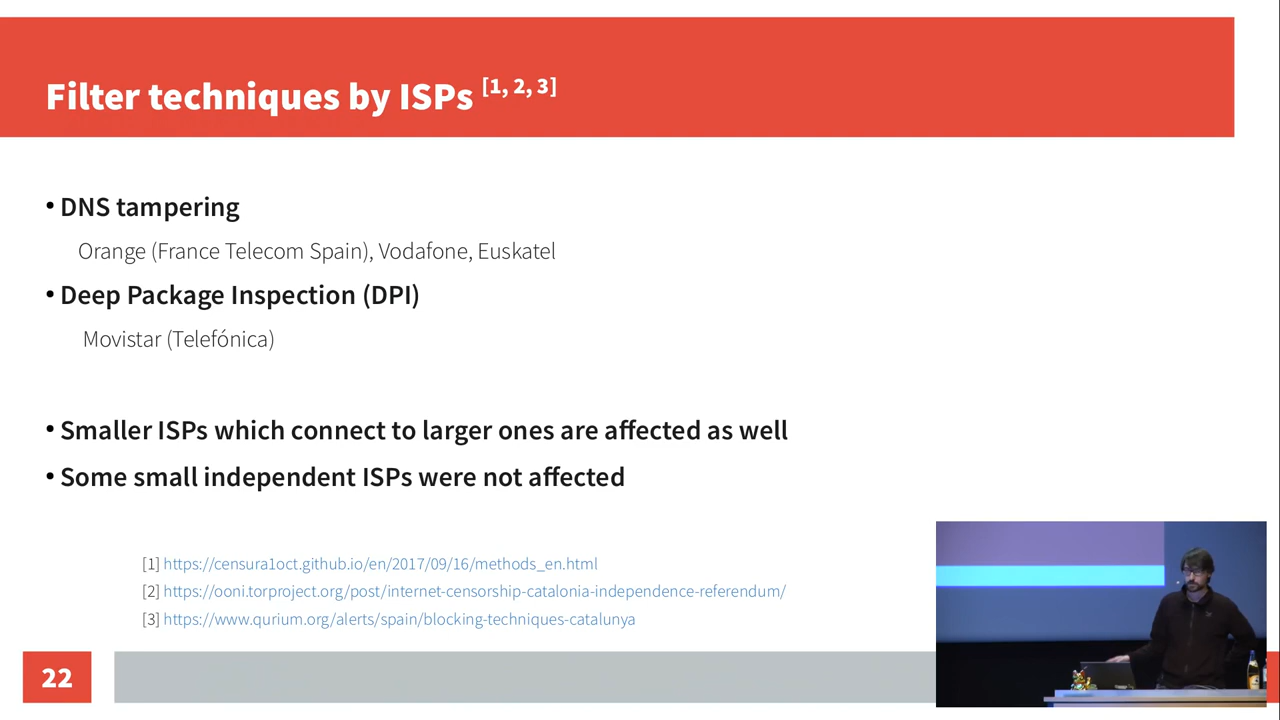 Filter techniques by ISPs [1, 2, 3]
• DNS tampering
Orange (France Telecom Spain), Vodafone, Euskatel
• Deep Package Inspection (DPI)
Movistar (Telefónica)
• Smaller ISPs which connect to larger ones are affected as well
• Some small independent ISPs were not affected
[1] https://censura1oct.github.io/en/2017/09/16/methods_en.html
[2] https://ooni.torproject.org/post/internet-censorship-catalonia-independence-referendum/
[3] https://www.qurium.org/alerts/spain/blocking-techniques-catalunya
22